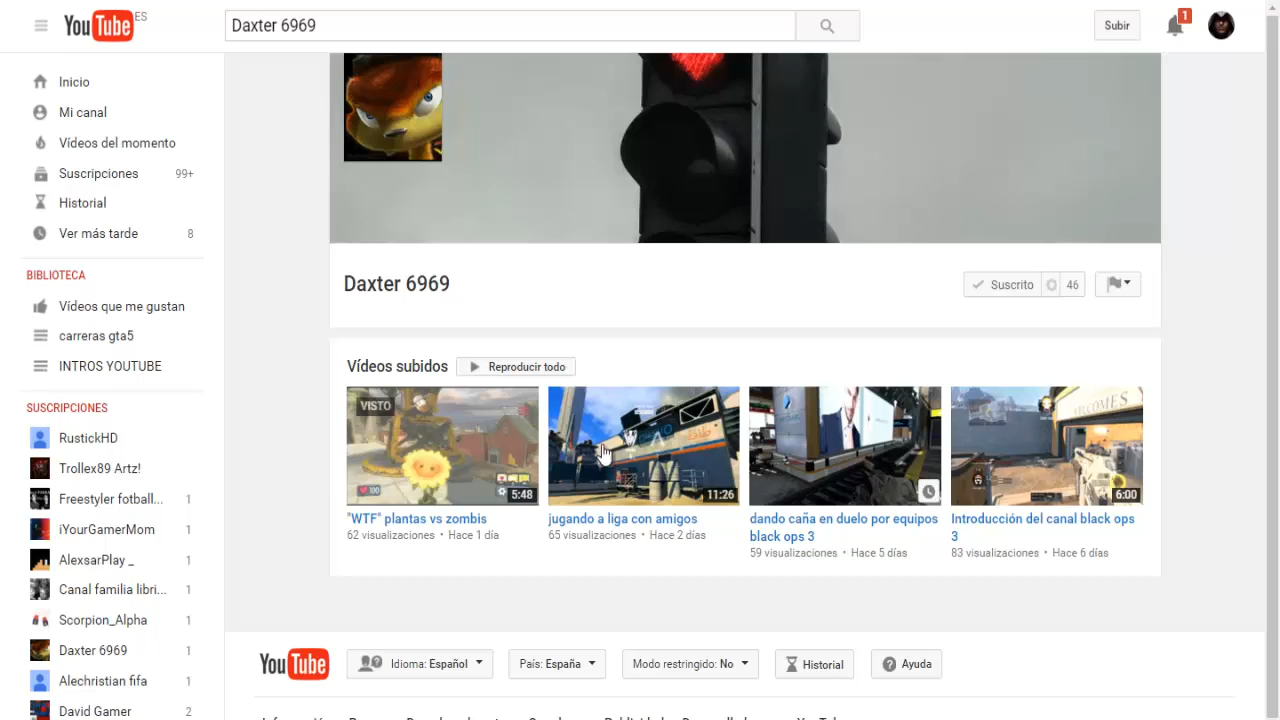 YouTube ES
Daxter 6969
Subir
1
Inicio
Mi canal
Vídeos del momento
Suscripciones 99+
Historial
Ver más tarde 8
BIBLIOTECA
Vídeos que me gustan
carreras gta5
INTROS YOUTUBE
SUSCRIPCIONES
RustickHD
Trollex89 Artz!
Freestyler fotball... 1
iYourGamerMom 1
AlexsarPlay _ 1
Canal familia libri... 1
Scorpion_Alpha 1
Daxter 6969 1
Alechristian fifa 1
David Gamer 2
Daxter 6969
Suscrito 46
Vídeos subidos Reproducir todo
VISTO
100
5:48
"WTF" plantas vs zombis
62 visualizaciones • Hace 1 día
11:26
jugando a liga con amigos
65 visualizaciones • Hace 2 días
dando caña en duelo por equipos
black ops 3
59 visualizaciones • Hace 5 días
6:00
Introducción del canal black ops
3
83 visualizaciones • Hace 6 días
YouTube Idioma: Español País: España Modo restringido: No Historial Ayuda